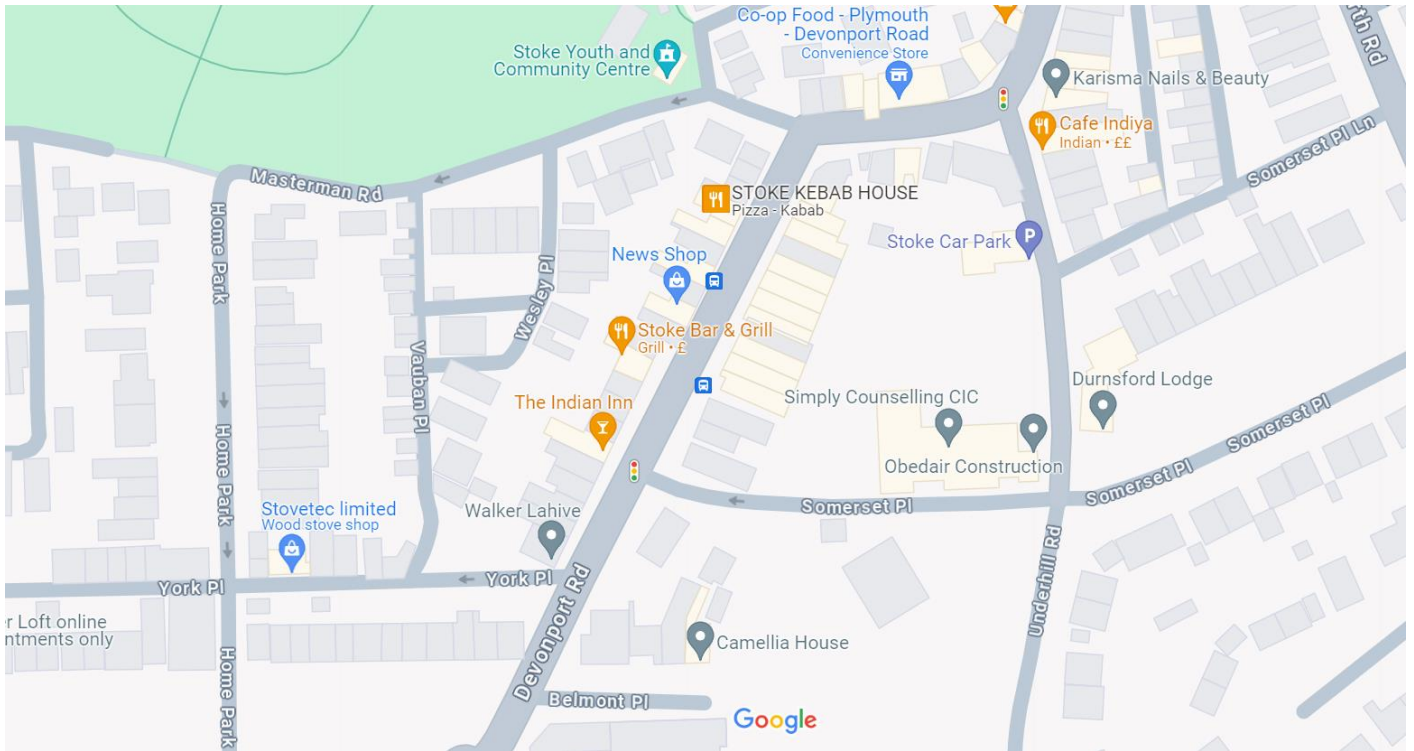 Co-op Food - Plymouth
- Devonport Road
Convenience Store
Stoke Youth and
Community Centre
rth Rd
Karisma Nails & Beauty
Cafe Indiya
Indian • ££
Somerset Pl Ln
Masterman Rd
STOKE KEBAB HOUSE
Pizza - Kabab
Home Park
Stoke Car Park
P
News Shop
Wesley Pl
Stoke Bar & Grill
Grill • £
Vauban Pl
Durnsford Lodge
Simply Counselling CIC
The Indian Inn
Somerset Pl
Home Park
Obedair Construction
Somerset Pl
Somerset Pl
Stovetec limited
Wood stove shop
Walker Lahive
York Pl
York Pl
Underhill Rd
Devonport Rd
r Loft online
ntments only
Camellia House
Home Park
Belmont Pl
Google